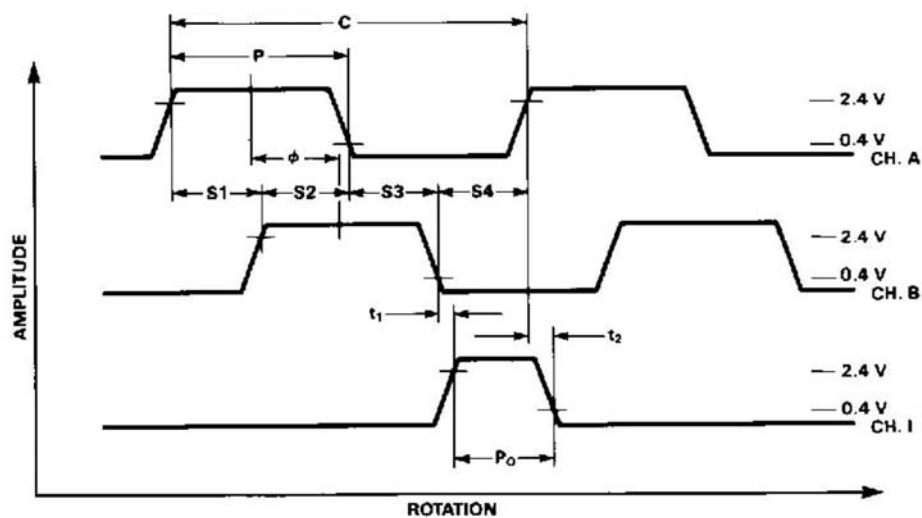 C
P
2.4 V
0.4 V
CH. A
ϕ
S1 S2 S3 S4
2.4 V
0.4 V
CH. B
t₁
t₂
2.4 V
0.4 V
CH. I
P₀
AMPLITUDE
ROTATION